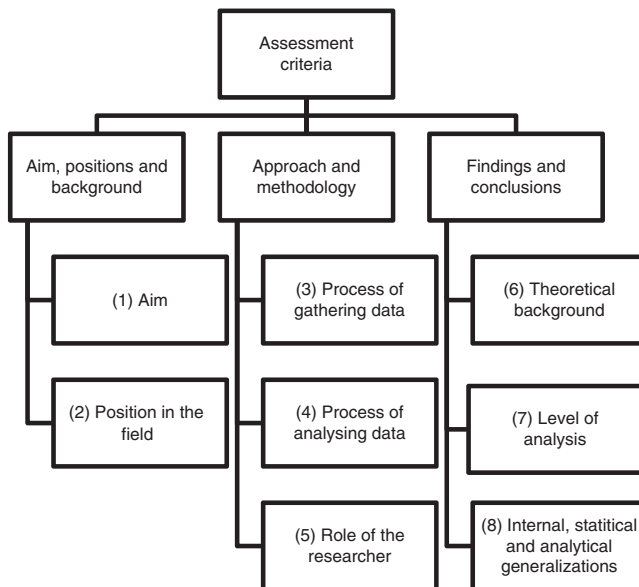 Assessment
criteria
Aim, positions and
background
Approach and
methodology
Findings and
conclusions
(1) Aim
(2) Position in the
field
(3) Process of
gathering data
(4) Process of
analysing data
(5) Role of the
researcher
(6) Theoretical
background
(7) Level of
analysis
(8) Internal, statitical
and analytical
generalizations